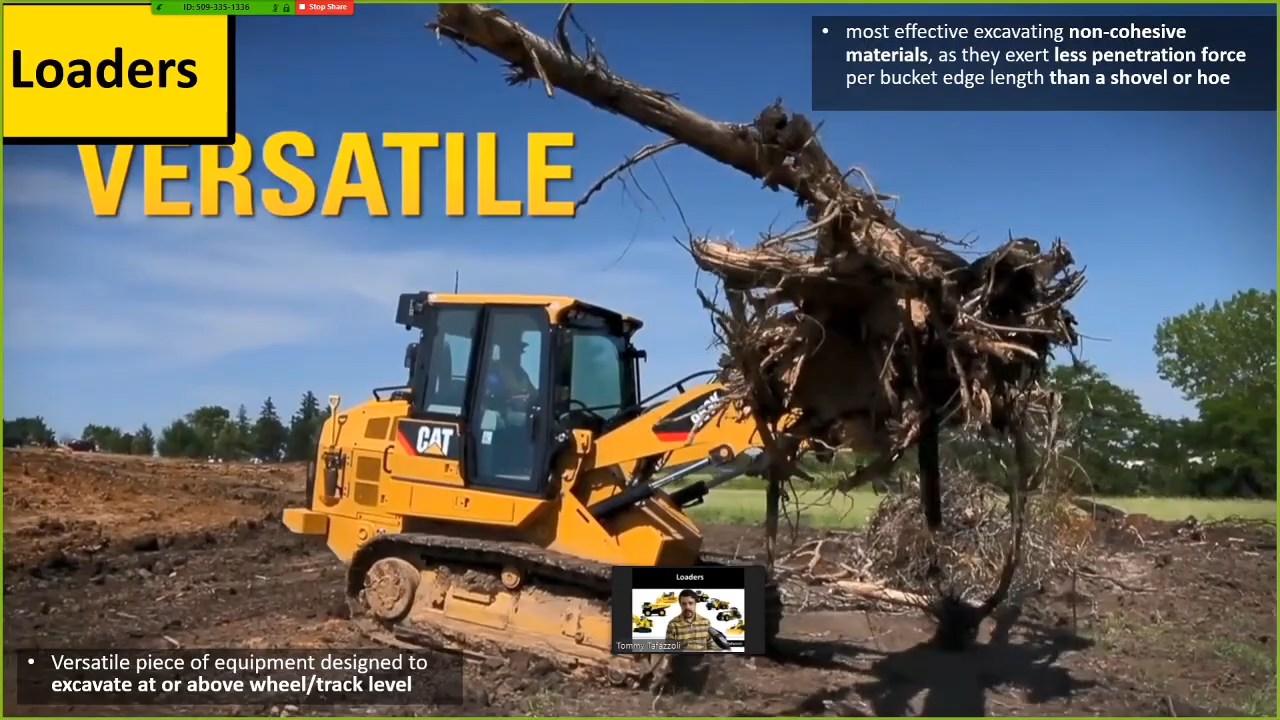 ID: 509-335-1336
Stop Share
Loaders
• most effective excavating non-cohesive
materials, as they exert less penetration force
per bucket edge length than a shovel or hoe
VERSATILE
CAT
953K
Loaders
Tommy Tafazzoli
• Versatile piece of equipment designed to
excavate at or above wheel/track level